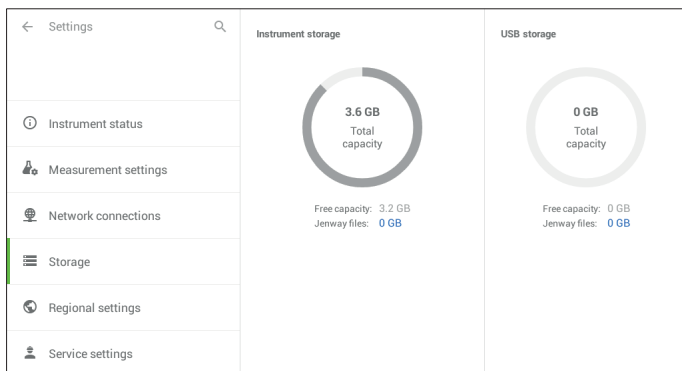 Settings
Instrument status
Measurement settings
Network connections
Storage
Regional settings
Service settings
Instrument storage
3.6 GB
Total
capacity
Free capacity: 3.2 GB
Jenway files: 0 GB
USB storage
0 GB
Total
capacity
Free capacity: 0 GB
Jenway files: 0 GB